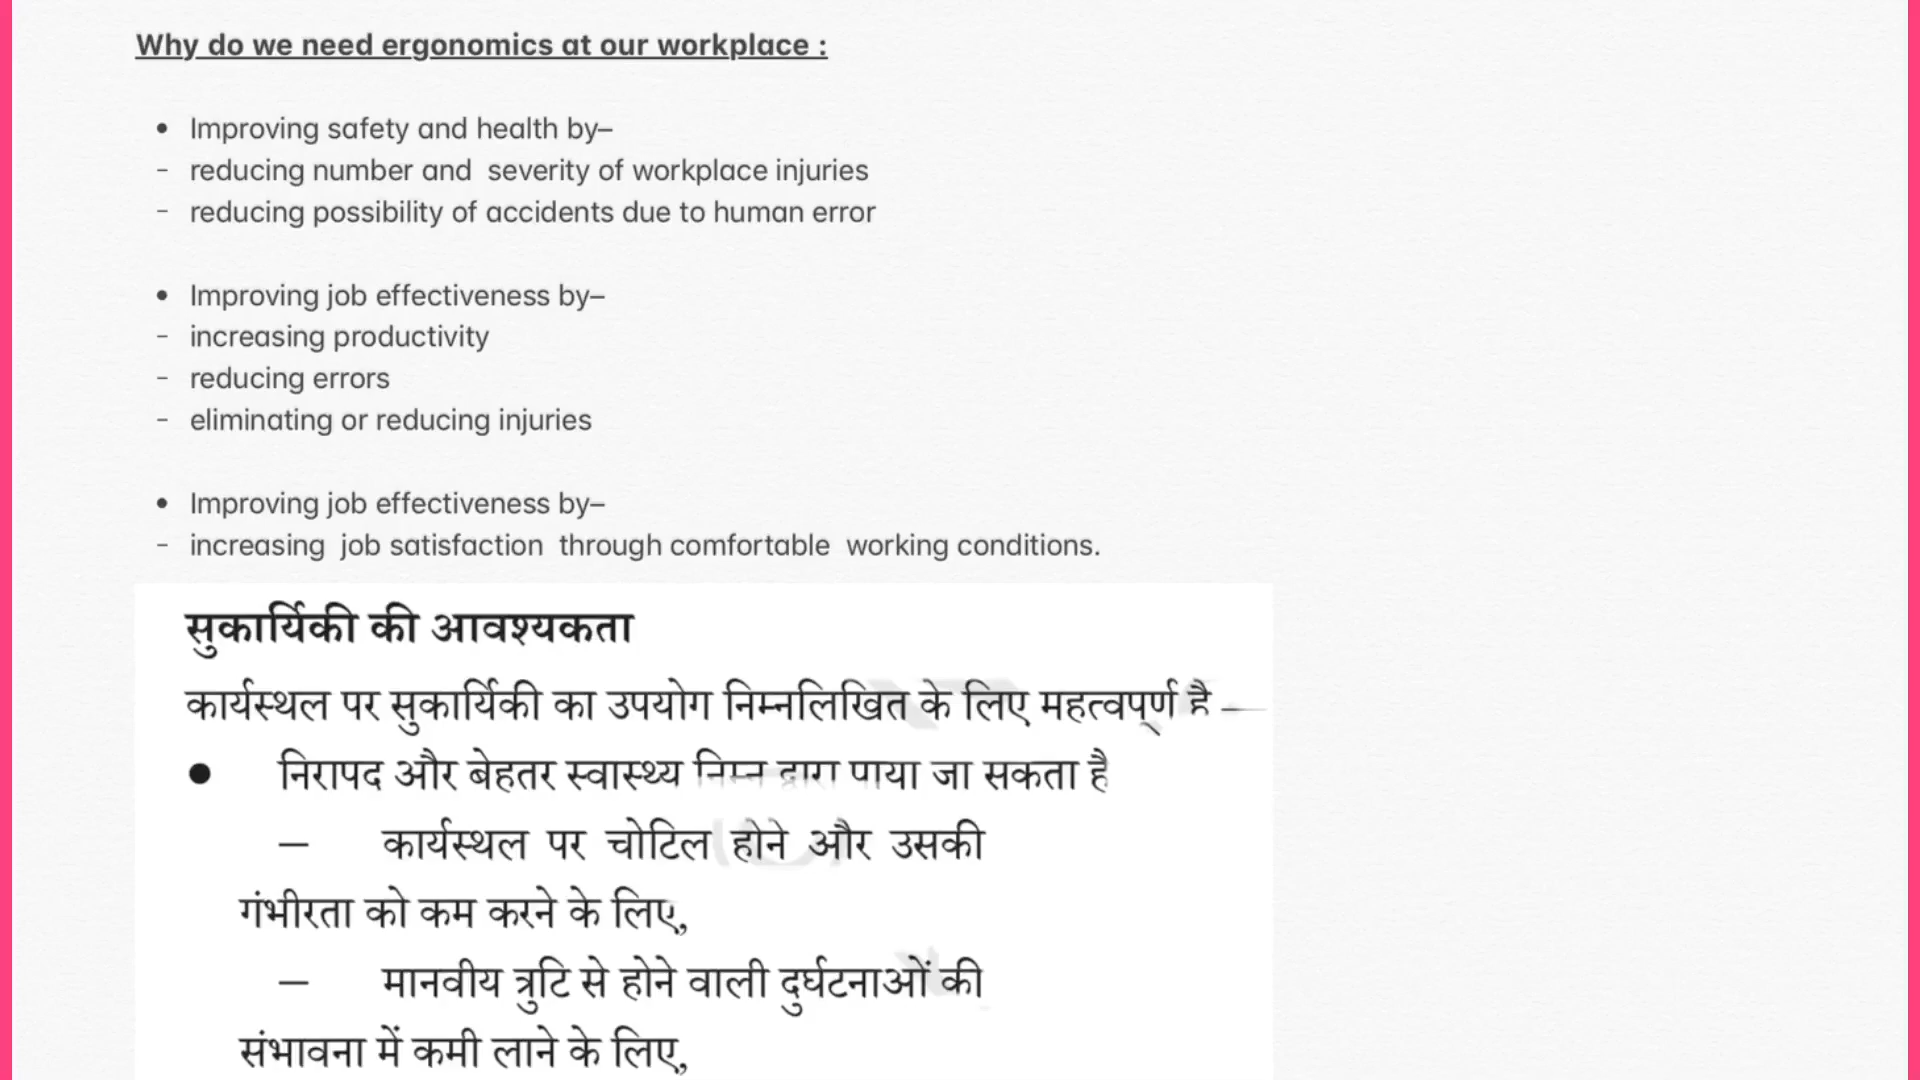 Why do we need ergonomics at our workplace :
• Improving safety and health by–
- reducing number and severity of workplace injuries
- reducing possibility of accidents due to human error
• Improving job effectiveness by–
- increasing productivity
- reducing errors
- eliminating or reducing injuries
• Improving job effectiveness by–
- increasing job satisfaction through comfortable working conditions.
सुकार्यिकी की आवश्यकता
कार्यस्थल पर सुकार्यिकी का उपयोग निम्नलिखित के लिए महत्वपूर्ण है —
● निरापद और बेहतर स्वास्थ्य निम्न द्वारा पाया जा सकता है
— कार्यस्थल पर चोटिल होने और उसकी
गंभीरता को कम करने के लिए,
— मानवीय त्रुटि से होने वाली दुर्घटनाओं की
संभावना में कमी लाने के लिए,